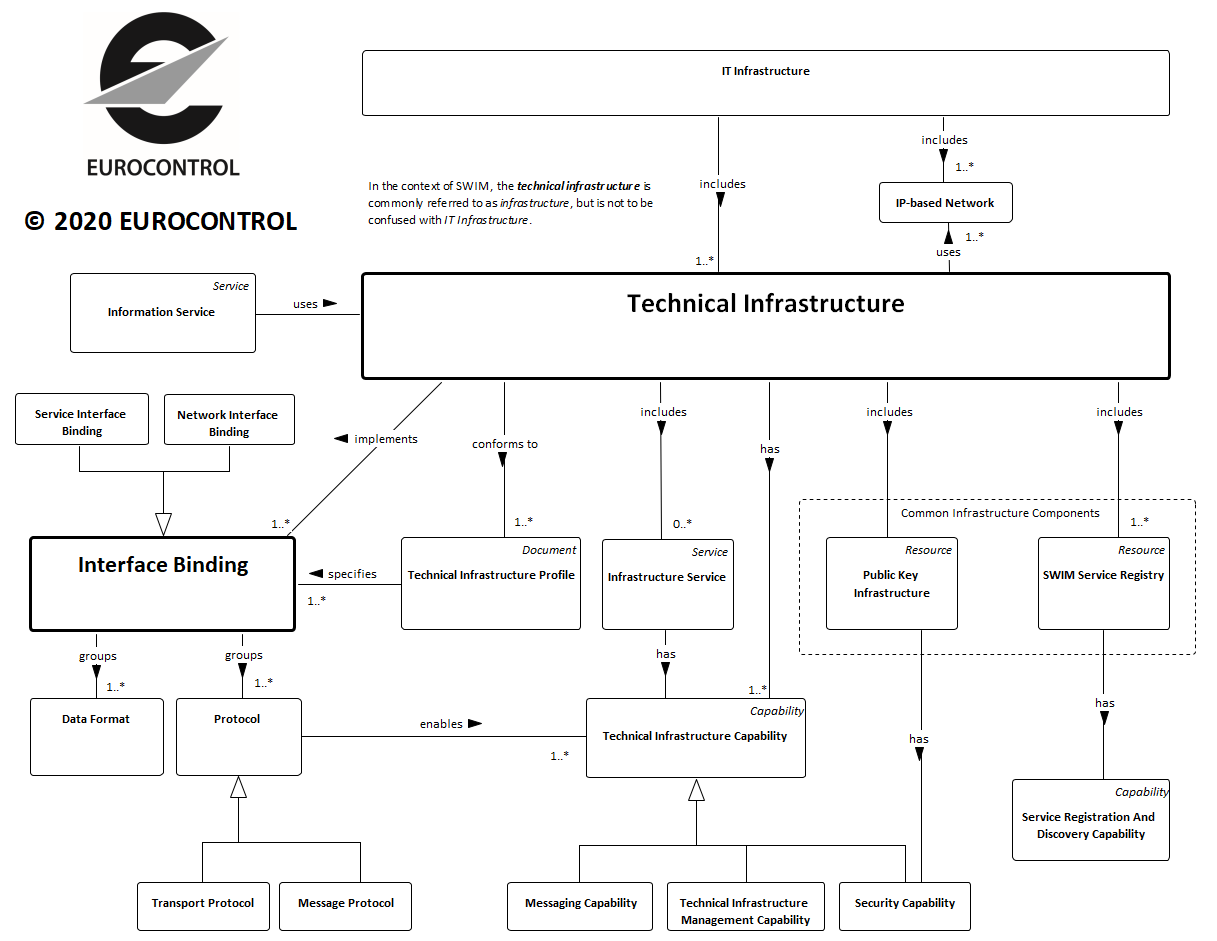 EUROCONTROL
© 2020 EUROCONTROL
IT Infrastructure
includes
1..*
includes
1..*
In the context of SWIM, the technical infrastructure is
commonly referred to as infrastructure, but is not to be
confused with IT Infrastructure.
IP-based Network
1..*
uses
Service
Information Service
uses
Technical Infrastructure
Service Interface
Binding
Network Interface
Binding
implements
1..*
conforms to
1..*
includes
0..*
has
1..*
includes
includes
1..*
Common Infrastructure Components
Interface Binding
specifies
1..*
Document
Technical Infrastructure Profile
Service
Infrastructure Service
Resource
Public Key
Infrastructure
Resource
SWIM Service Registry
groups
1..*
groups
1..*
has
has
has
Data Format
Protocol
enables
1..*
Capability
Technical Infrastructure Capability
Capability
Service Registration And
Discovery Capability
Transport Protocol
Message Protocol
Messaging Capability
Technical Infrastructure
Management Capability
Security Capability